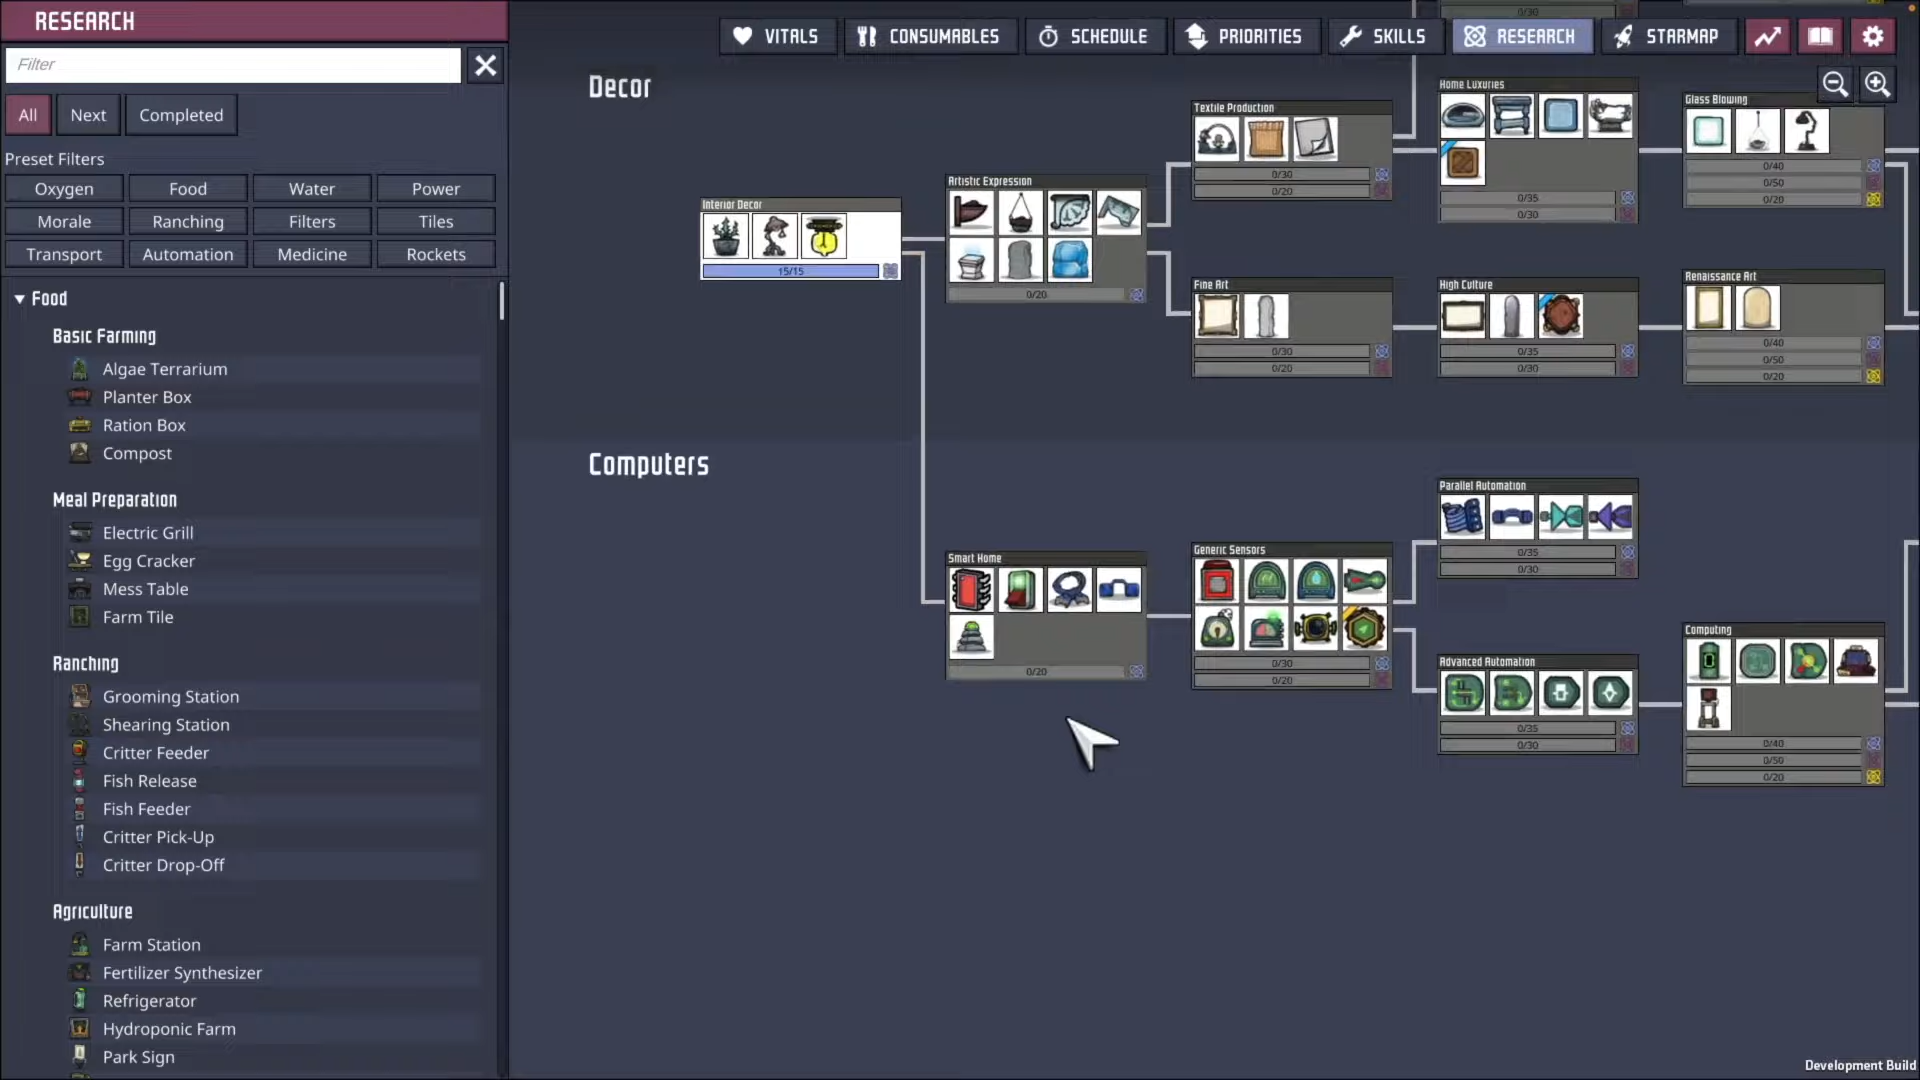 RESEARCH
VITALS
CONSUMABLES
SCHEDULE
PRIORITIES
SKILLS
RESEARCH
STARMAP
0/30
Filter
All
Next
Completed
Preset Filters
Oxygen
Food
Water
Power
Morale
Ranching
Filters
Tiles
Transport
Automation
Medicine
Rockets
Food
Basic Farming
Algae Terrarium
Planter Box
Ration Box
Compost
Meal Preparation
Electric Grill
Egg Cracker
Mess Table
Farm Tile
Ranching
Grooming Station
Shearing Station
Critter Feeder
Fish Release
Fish Feeder
Critter Pick-Up
Critter Drop-Off
Agriculture
Farm Station
Fertilizer Synthesizer
Refrigerator
Hydroponic Farm
Park Sign
Decor
Interior Decor
15/15
Artistic Expression
0/20
Textile Production
0/30
0/20
Home Luxuries
0/35
0/30
Glass Blowing
0/40
0/50
0/20
Fine Art
0/30
0/20
High Culture
0/35
0/30
Renaissance Art
0/40
0/50
0/20
Computers
Smart Home
0/20
Generic Sensors
0/30
0/20
Parallel Automation
0/35
0/30
Advanced Automation
0/35
0/30
Computing
0/40
0/50
0/20
Development Build